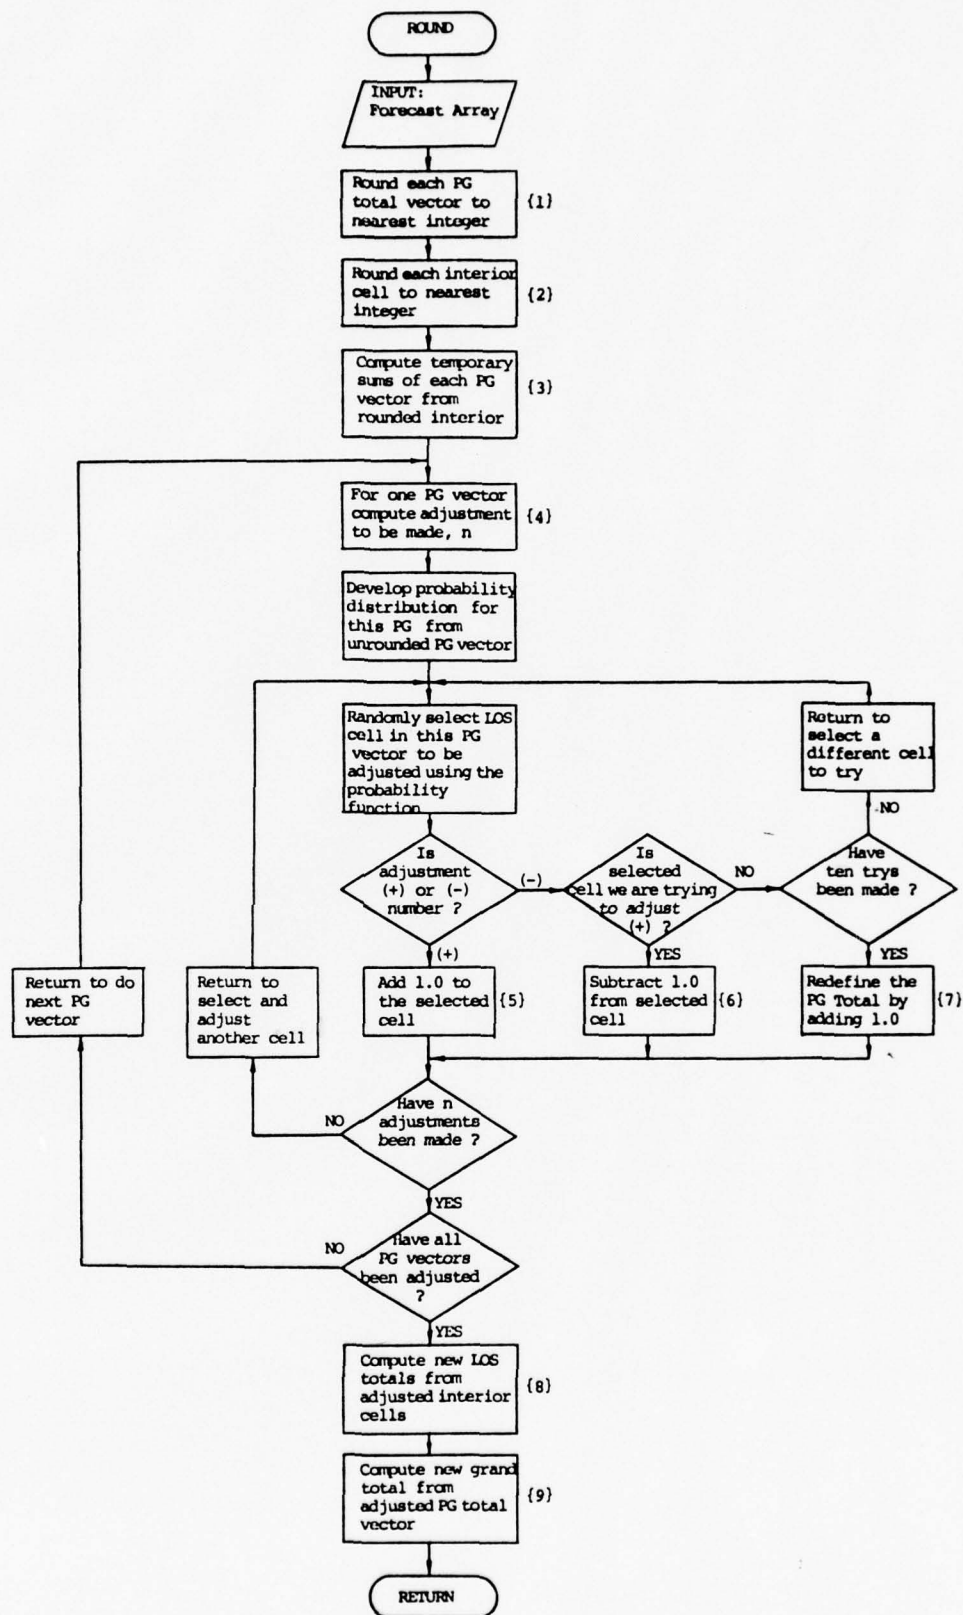 ROUND
INPUT:
Forecast Array
Round each PG
total vector to
nearest integer
{1}
Round each interior
cell to nearest
integer
{2}
Compute temporary
sums of each PG
vector from
rounded interior
{3}
For one PG vector
compute adjustment
to be made, n
{4}
Develop probability
distribution for
this PG from
unrounded PG vector
Randomly select LOS
cell in this PG
vector to be
adjusted using the
probability
function
Return to
select a
different cell
to try
NO
Is
adjustment
(+) or (-)
number ?
(-)
Is
selected
cell we are trying
to adjust
(+) ?
NO
Have
ten trys
been made ?
(+)
YES
YES
Return to do
next PG
vector
Return to
select and
adjust
another cell
Add 1.0 to
the selected
cell
{5}
Subtract 1.0
from selected
cell
{6}
Redefine the
PG Total by
adding 1.0
{7}
NO
Have n
adjustments
been made ?
YES
NO
Have all
PG vectors
been adjusted
?
YES
Compute new LOS
totals from
adjusted interior
cells
{8}
Compute new grand
total from
adjusted PG total
vector
{9}
RETURN